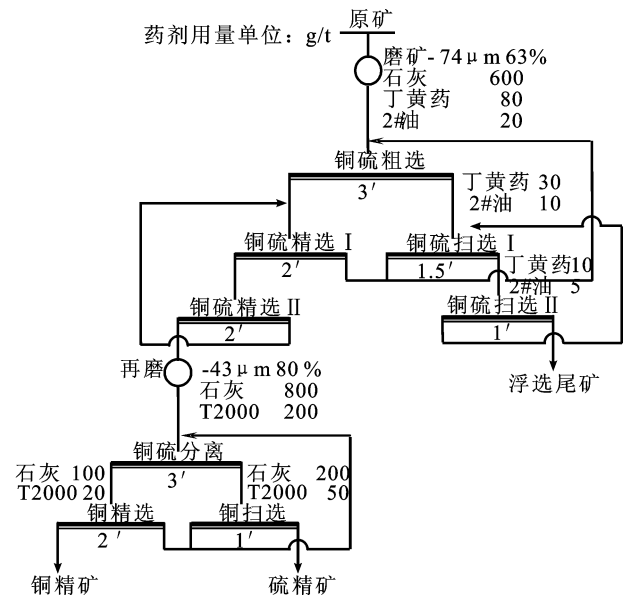 原矿
药剂用量单位：g/t
磨矿-74μm63%
石灰 600
丁黄药 80
2#油 20
铜硫粗选
3′
丁黄药 30
2#油 10
铜硫精选Ⅰ
2′
铜硫扫选Ⅰ
1.5′
丁黄药10
2#油 5
铜硫精选Ⅱ
2′
铜硫扫选Ⅱ
1′
再磨
-43μm80%
石灰 800
T2000 200
浮选尾矿
铜硫分离
3′
石灰 100
T2000 20
石灰 200
T2000 50
铜精选
2′
铜扫选
1′
铜精矿
硫精矿